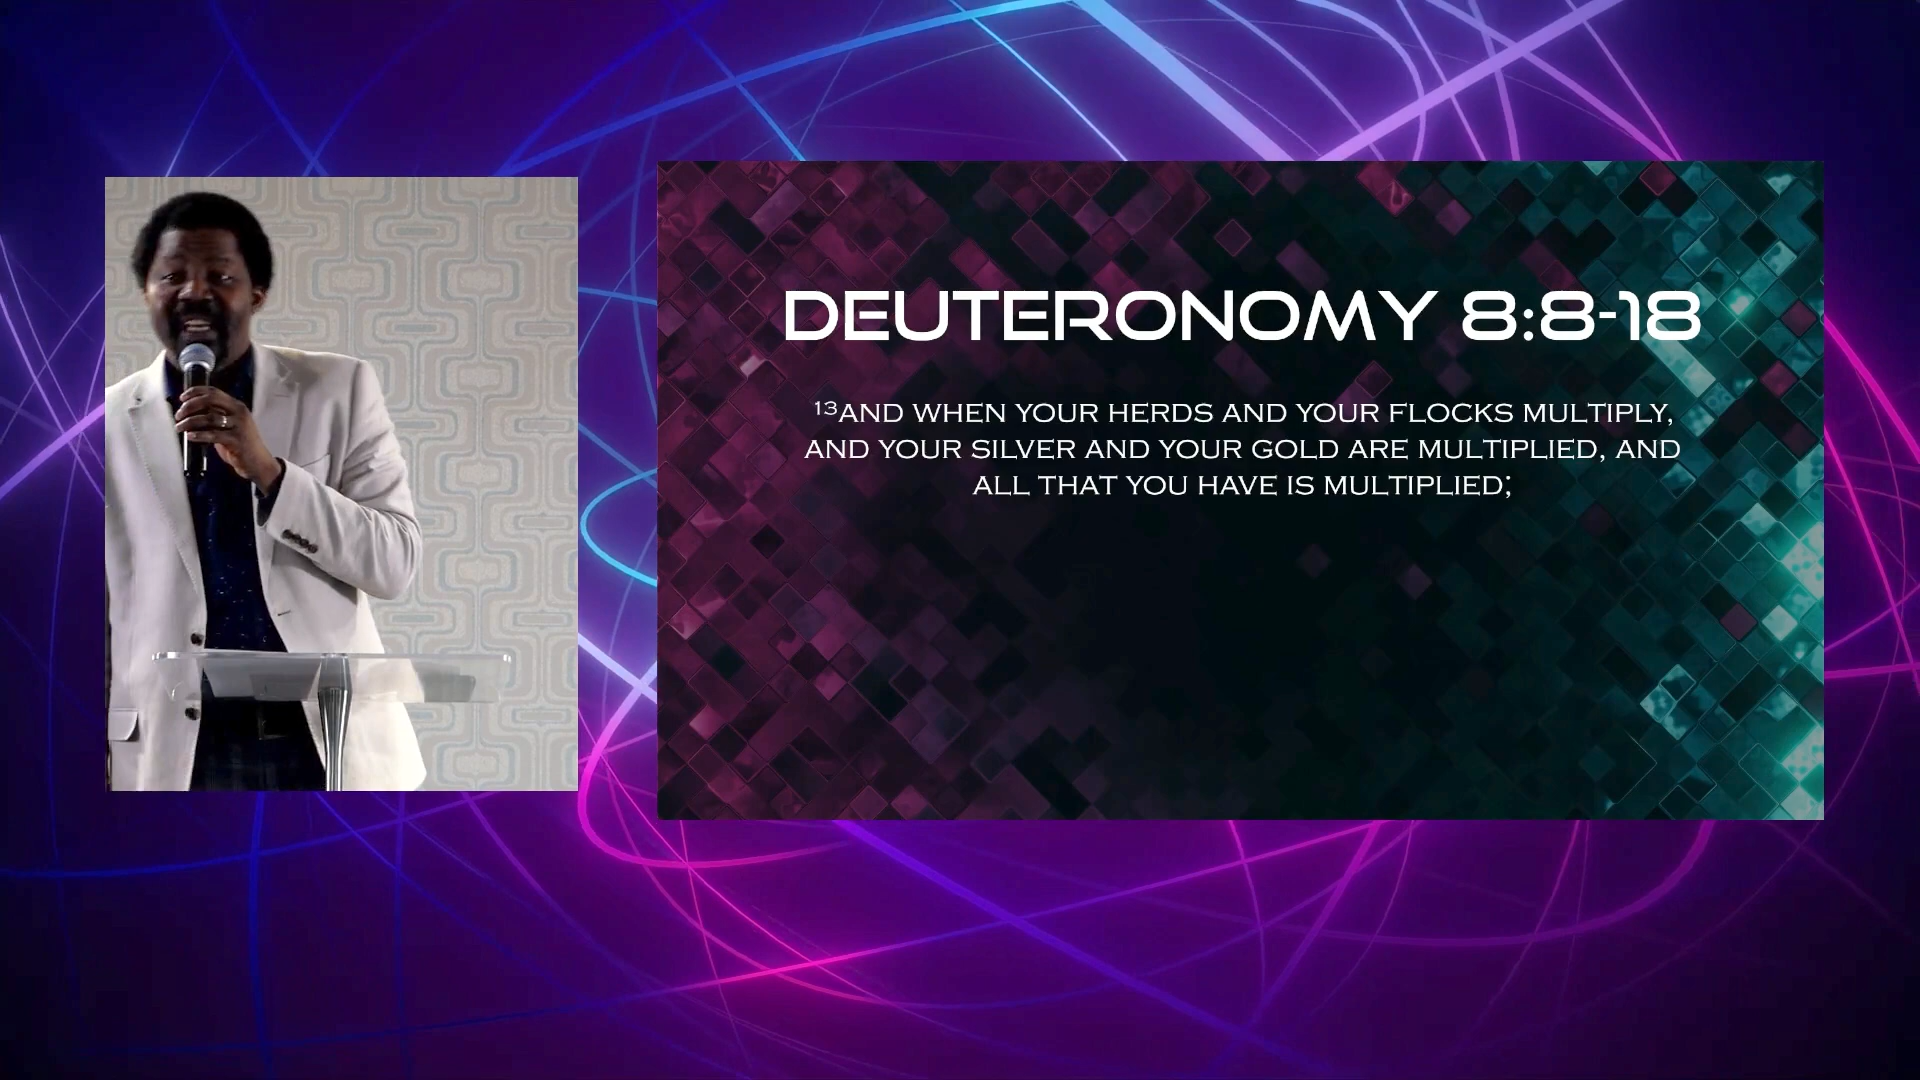 DEUTERONOMY 8:8-18
¹³AND WHEN YOUR HERDS AND YOUR FLOCKS MULTIPLY,
AND YOUR SILVER AND YOUR GOLD ARE MULTIPLIED, AND
ALL THAT YOU HAVE IS MULTIPLIED;